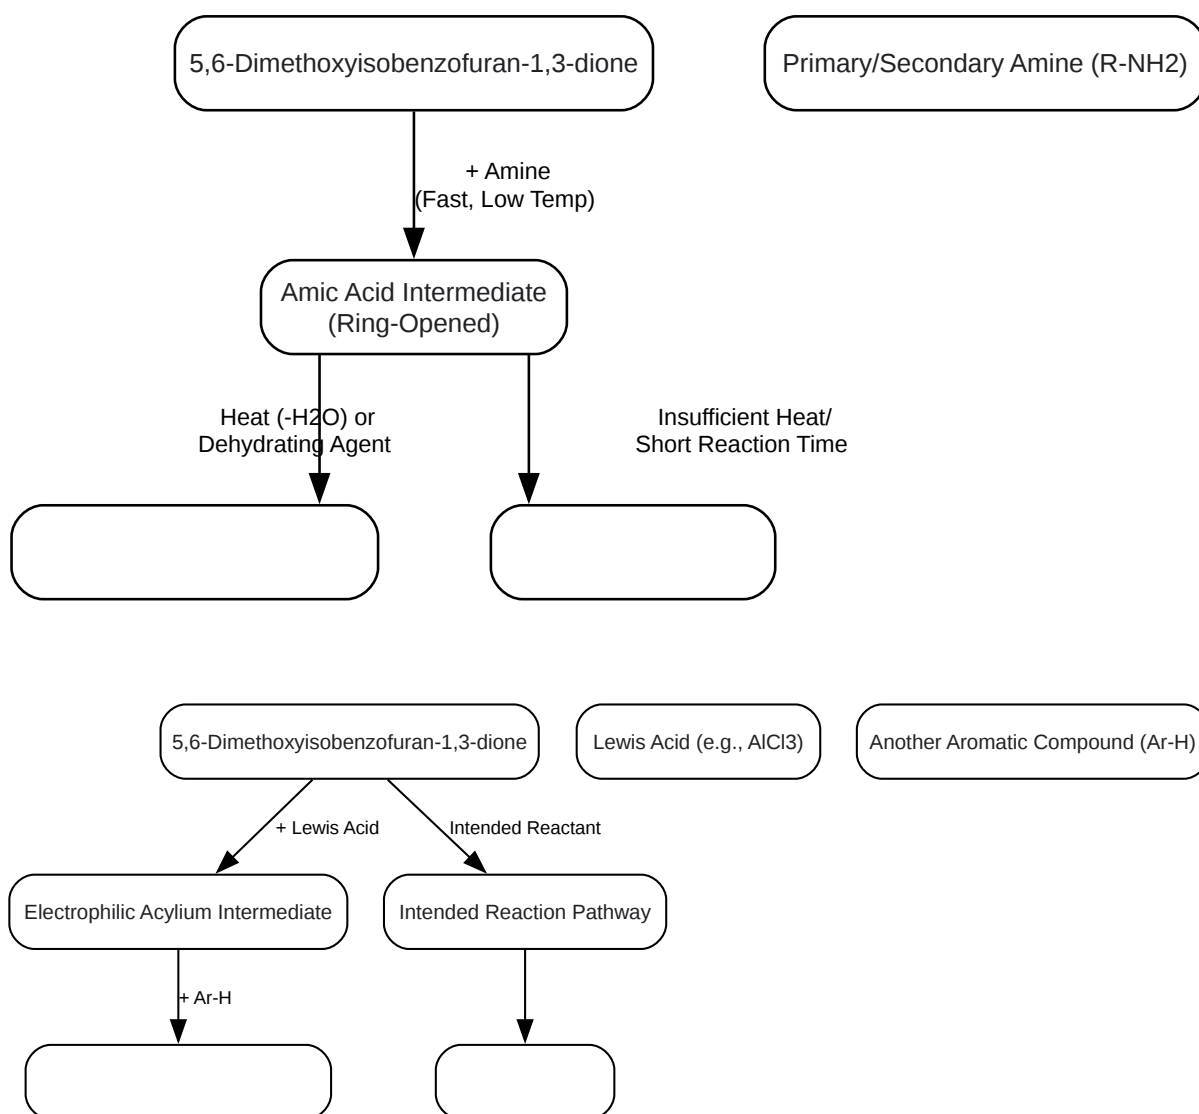 5,6-Dimethoxyisobenzofuran-1,3-dione
Primary/Secondary Amine (R-NH2)
+ Amine
(Fast, Low Temp)
Amic Acid Intermediate
(Ring-Opened)
Heat (-H2O) or
Dehydrating Agent
Insufficient Heat/
Short Reaction Time
5,6-Dimethoxyisobenzofuran-1,3-dione
Lewis Acid (e.g., AlCl3)
Another Aromatic Compound (Ar-H)
+ Lewis Acid
Intended Reactant
Electrophilic Acylium Intermediate
Intended Reaction Pathway
+ Ar-H